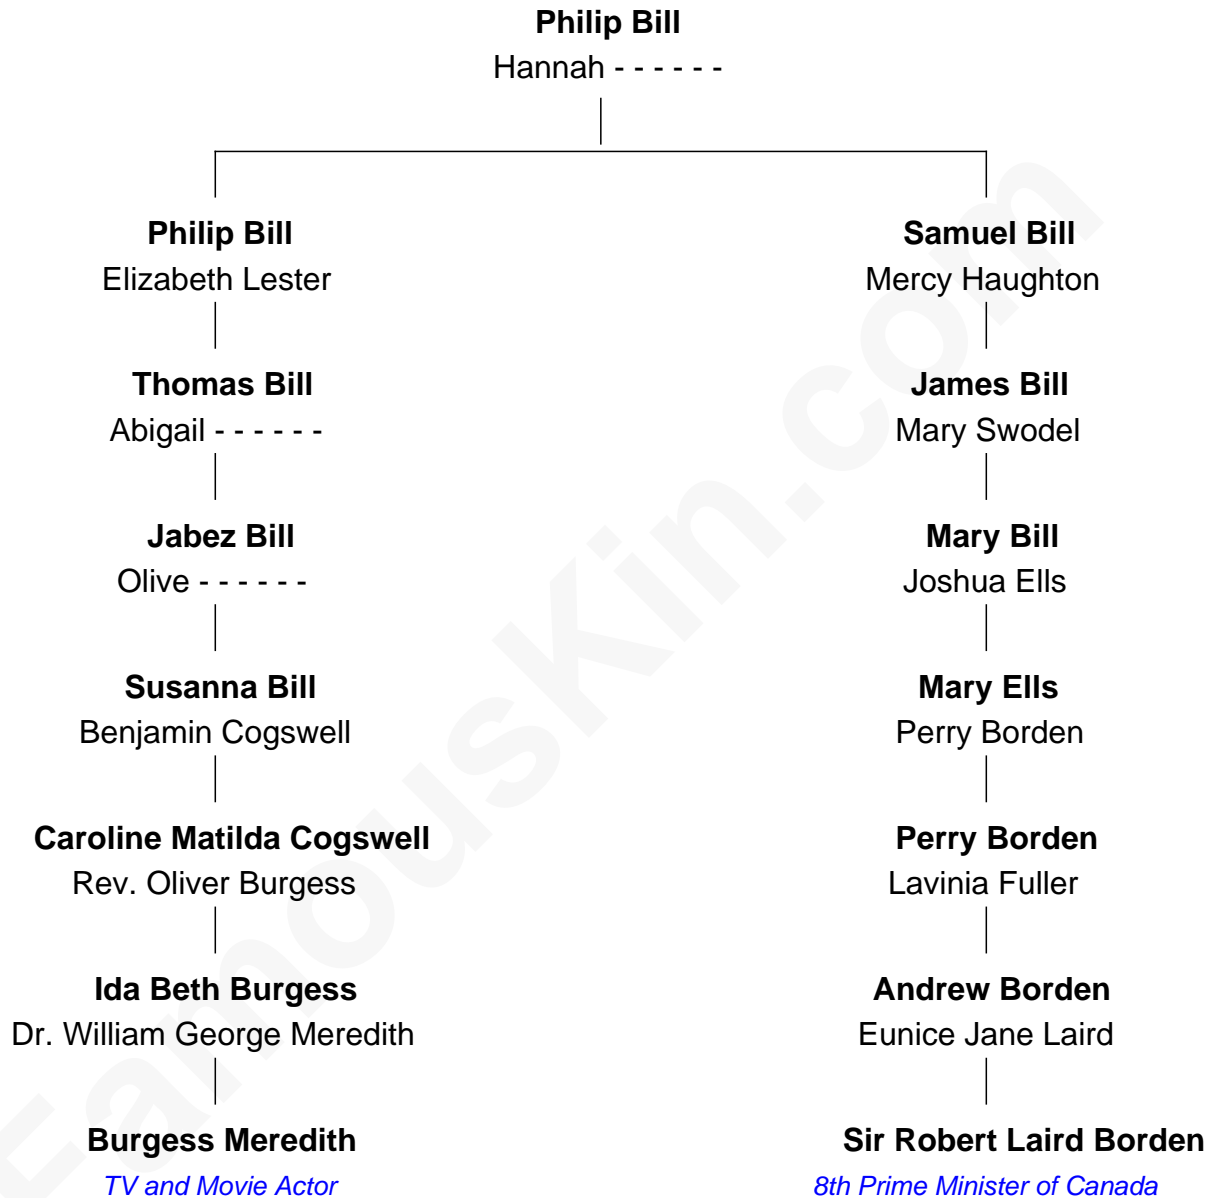 Philip Bill
Hannah - - - - - -
Philip Bill
Elizabeth Lester
Thomas Bill
Abigail - - - - - -
Jabez Bill
Olive - - - - - -
Susanna Bill
Benjamin Cogswell
Caroline Matilda Cogswell
Rev. Oliver Burgess
Ida Beth Burgess
Dr. William George Meredith
Burgess Meredith
TV and Movie Actor
Samuel Bill
Mercy Haughton
James Bill
Mary Swodel
Mary Bill
Joshua Ells
Mary Ells
Perry Borden
Perry Borden
Lavinia Fuller
Andrew Borden
Eunice Jane Laird
Sir Robert Laird Borden
8th Prime Minister of Canada
FamousKin.com